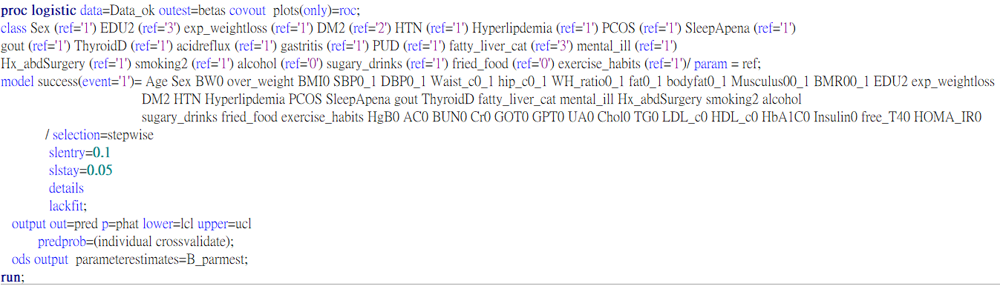 proc logistic data=Data_ok outest=betas covout plots(only)=roc;
class Sex (ref='1') EDU2 (ref='3') exp_weightloss (ref='1') DM2 (ref='2') HTN (ref='1') Hyperlipdemia (ref='1') PCOS (ref='1') SleepApena (ref='1')
gout (ref='1') ThyroidD (ref='1') acidreflux (ref='1') gastritis (ref='1') PUD (ref='1') fatty_liver_cat (ref='3') mental_ill (ref='1')
Hx_abdSurgery (ref='1') smoking2 (ref='1') alcohol (ref='0') sugary_drinks (ref='1') fried_food (ref='0') exercise_habits (ref='1')/ param = ref;
model success(event='1')= Age Sex BW0 over_weight BMI0 SBP0_1 DBP0_1 Waist_c0_1 hip_c0_1 WH_ratio0_1 fat0_1 bodyfat0_1 Musculus00_1 BMR00_1 EDU2 exp_weightloss
DM2 HTN Hyperlipdemia PCOS SleepApena gout ThyroidD fatty_liver_cat mental_ill Hx_abdSurgery smoking2 alcohol
sugary_drinks fried_food exercise_habits HgB0 AC0 BUN0 Cr0 GOT0 GPT0 UA0 Chol0 TG0 LDL_c0 HDL_c0 HbA1C0 Insulin0 free_T40 HOMA_IR0
/ selection=stepwise
slentry=0.1
slstay=0.05
details
lackfit;
output out=pred p=phat lower=lcl upper=ucl
predprob=(individual crossvalidate);
ods output parameterestimates=B_parmest;
run;